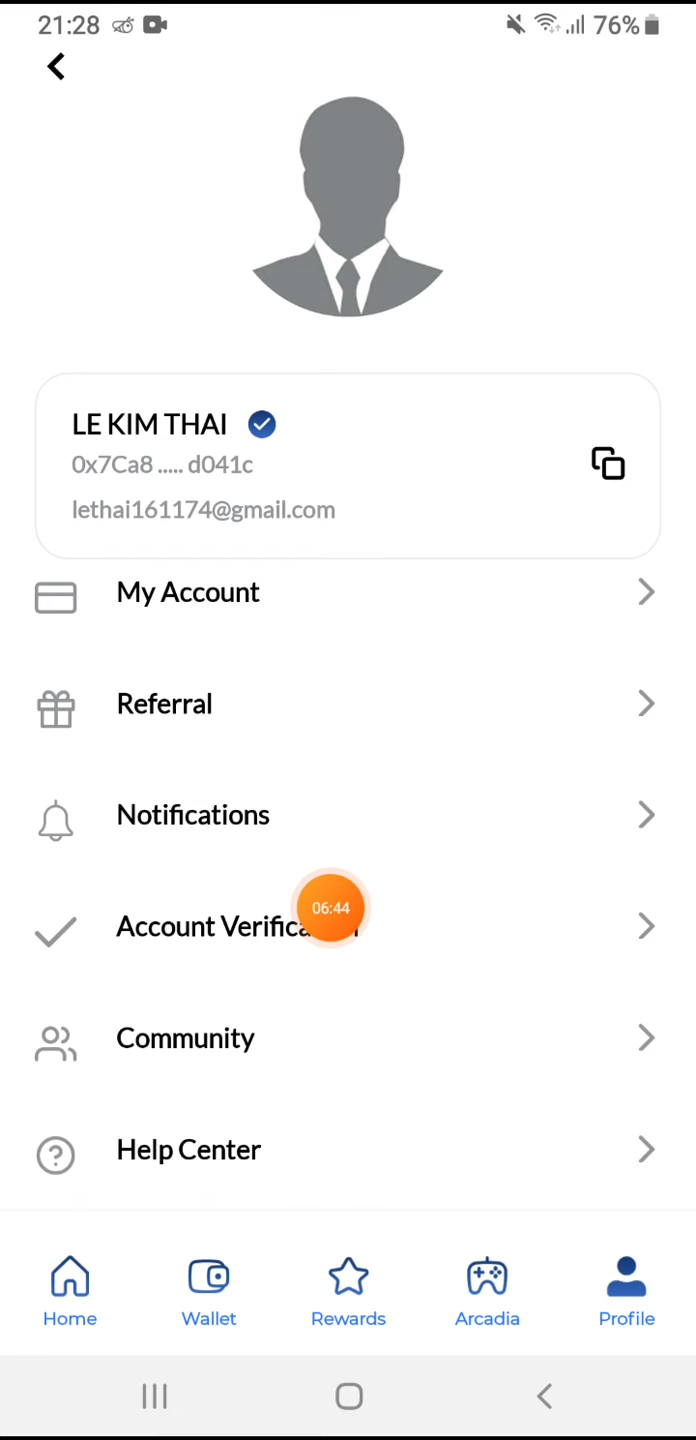 21:28 76%
LE KIM THAI
0x7Ca8 ..... d041c
lethai161174@gmail.com
My Account
Referral
Notifications
06:44
Account
Community
Help Center
Home Wallet Rewards Arcadia Profile